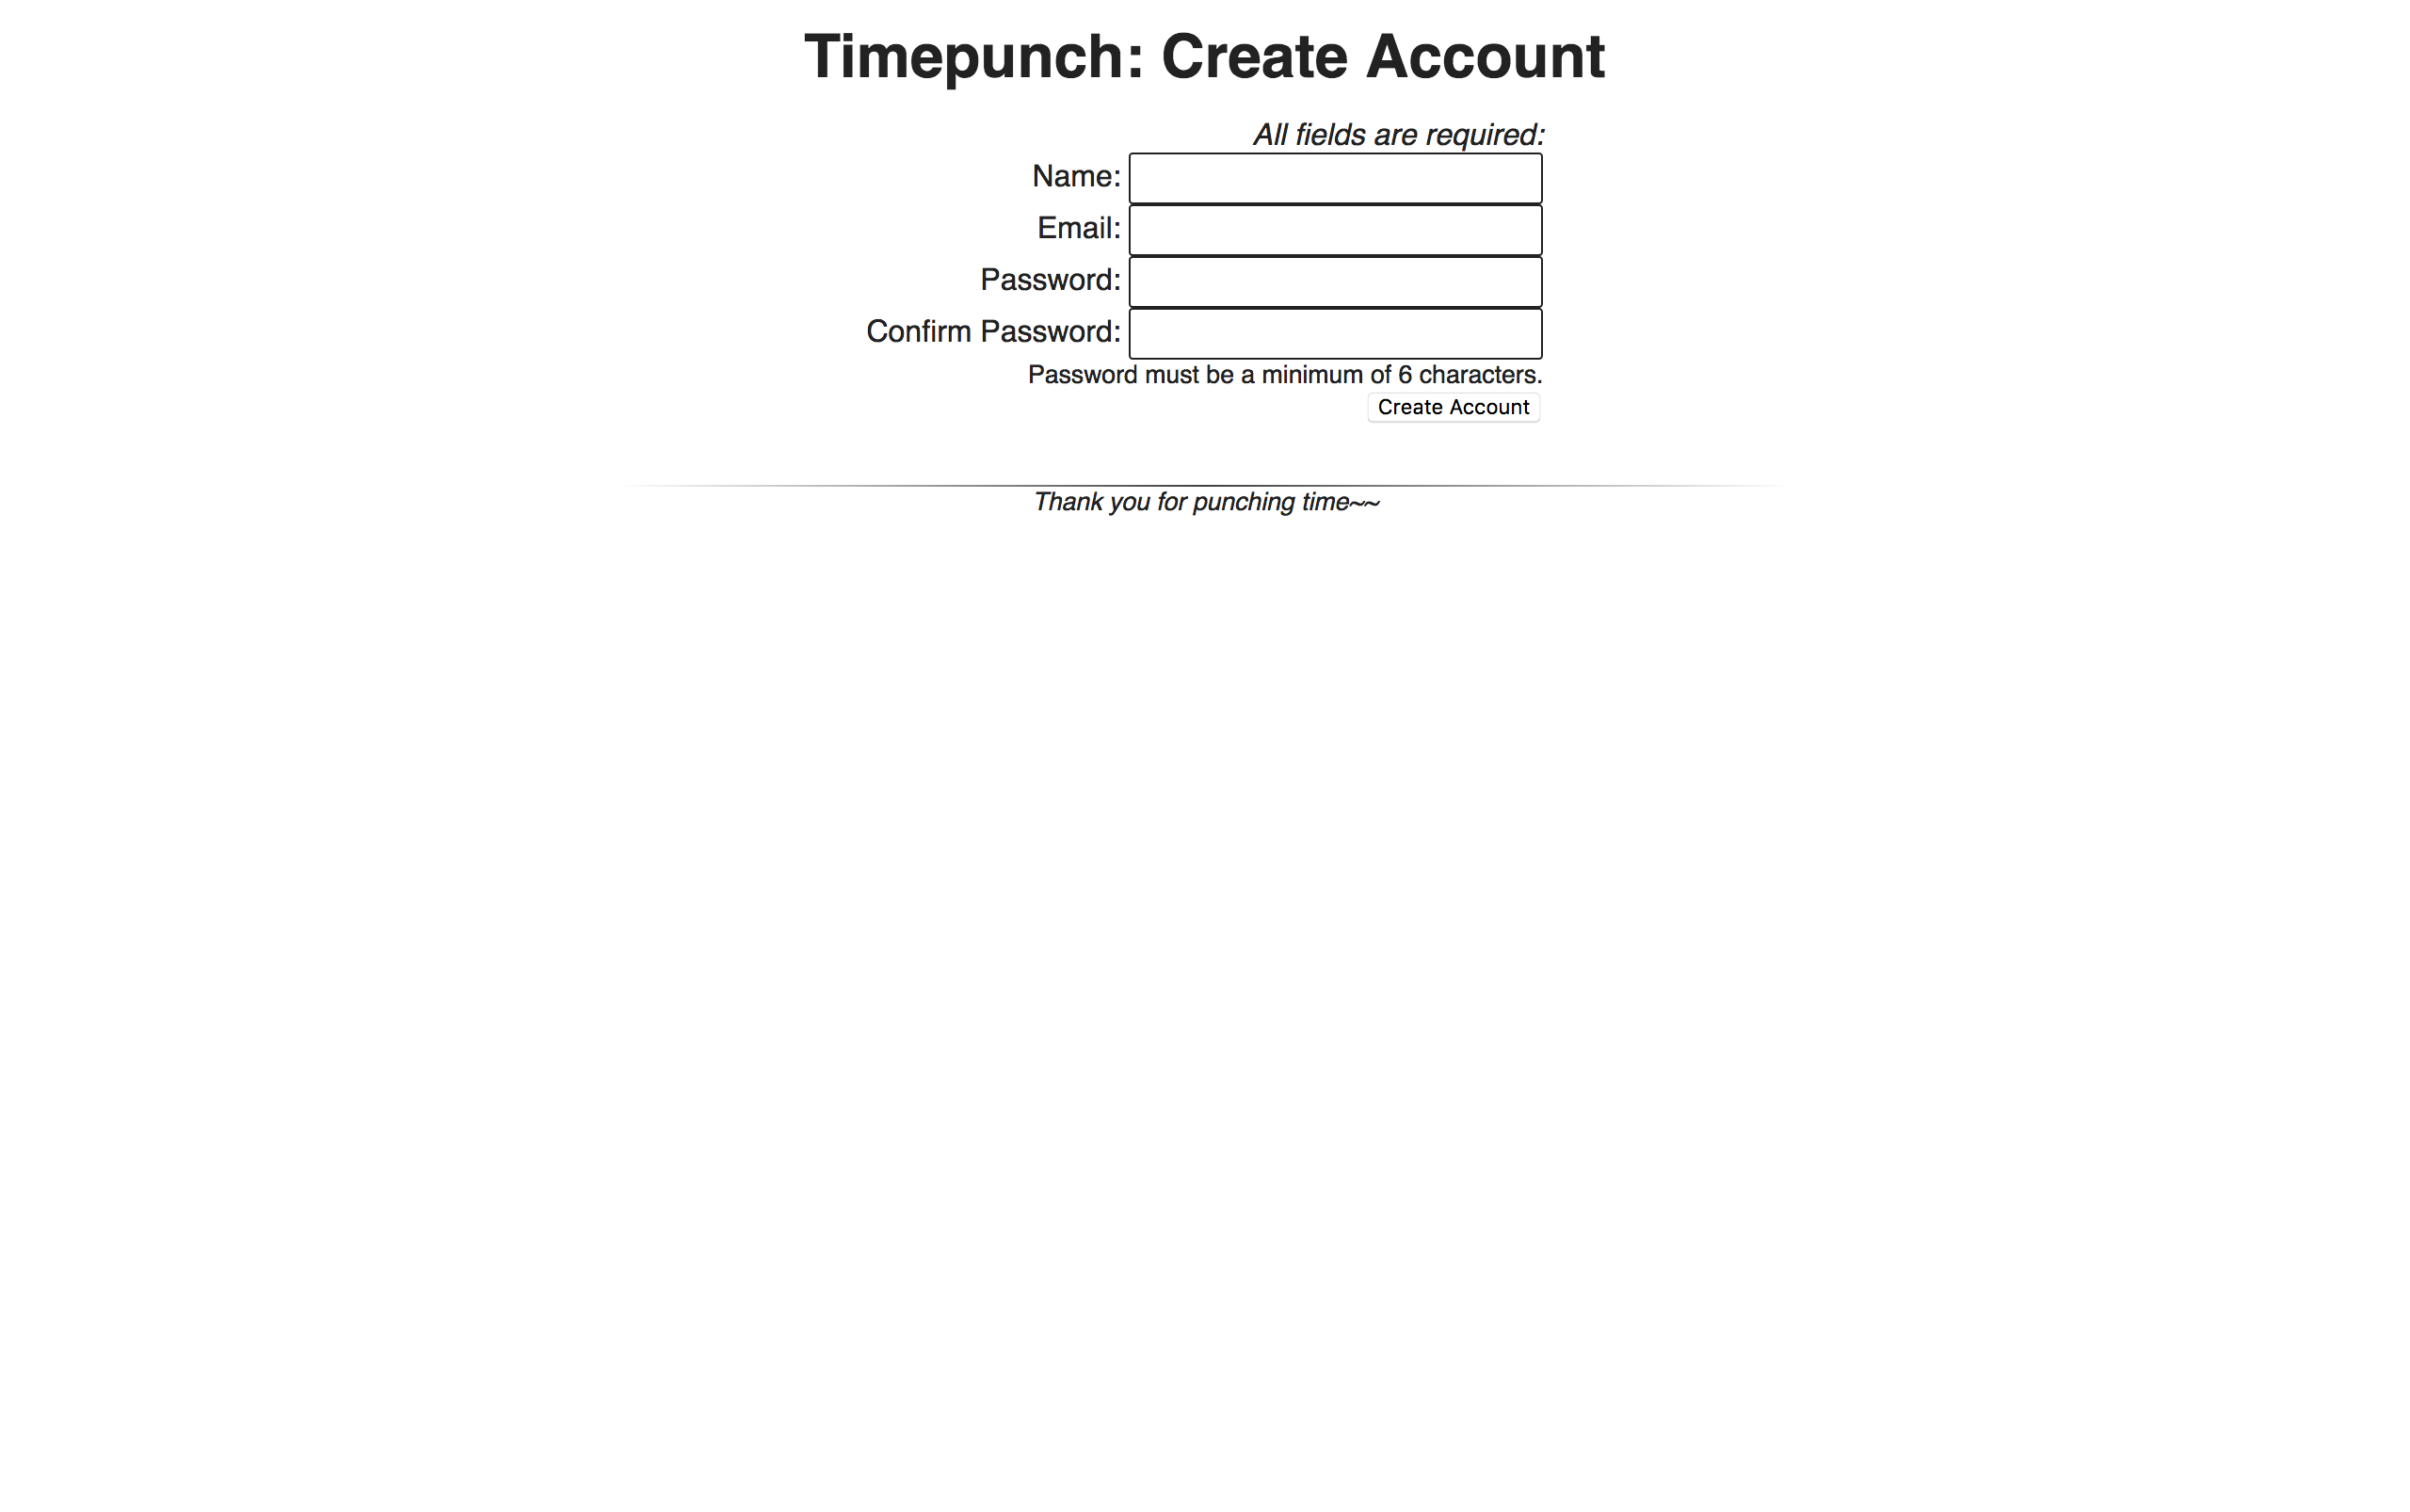 Timepunch: Create Account
All fields are required:
Name:
Email:
Password:
Confirm Password:
Password must be a minimum of 6 characters.
Create Account
Thank you for punching time~~